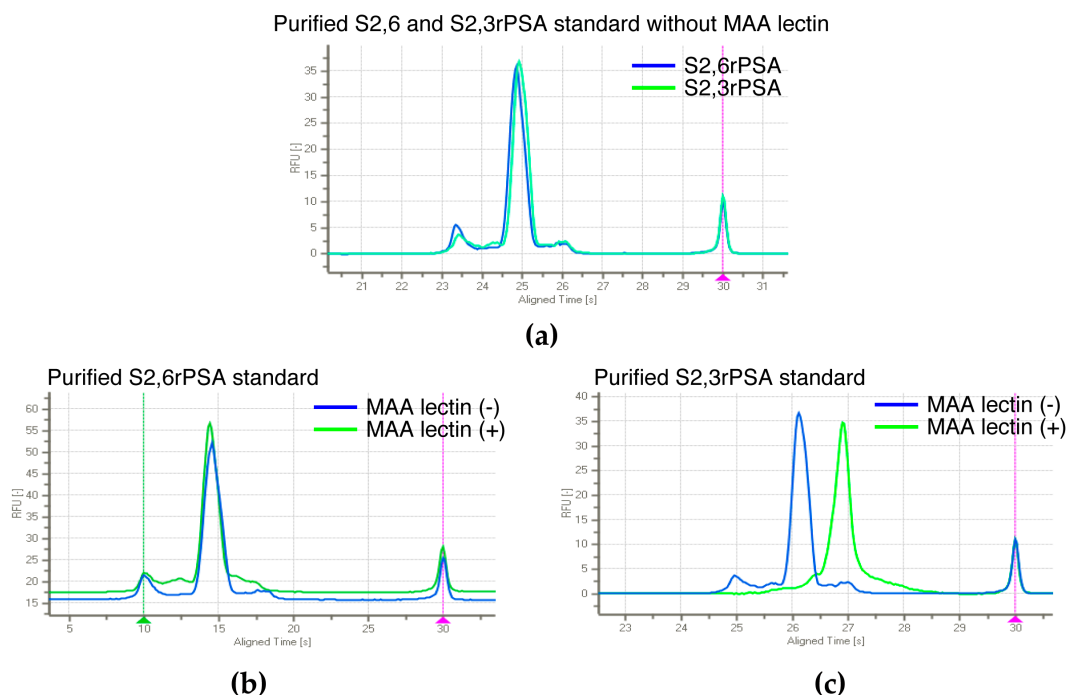 Purified S2,6 and S2,3rPSA standard without MAA lectin
S2,6rPSA
S2,3rPSA
RFU [-]
35
30
25
20
15
10
5
0
21 22 23 24 25 26 27 28 29 30 31
Aligned Time [s]
(a)
Purified S2,6rPSA standard
MAA lectin (-)
MAA lectin (+)
RFU [-]
60
55
50
45
40
35
30
25
20
15
5 10 15 20 25 30
Aligned Time [s]
(b)
Purified S2,3rPSA standard
MAA lectin (-)
MAA lectin (+)
RFU [-]
40
35
30
25
20
15
10
5
0
23 24 25 26 27 28 29 30
Aligned Time [s]
(c)